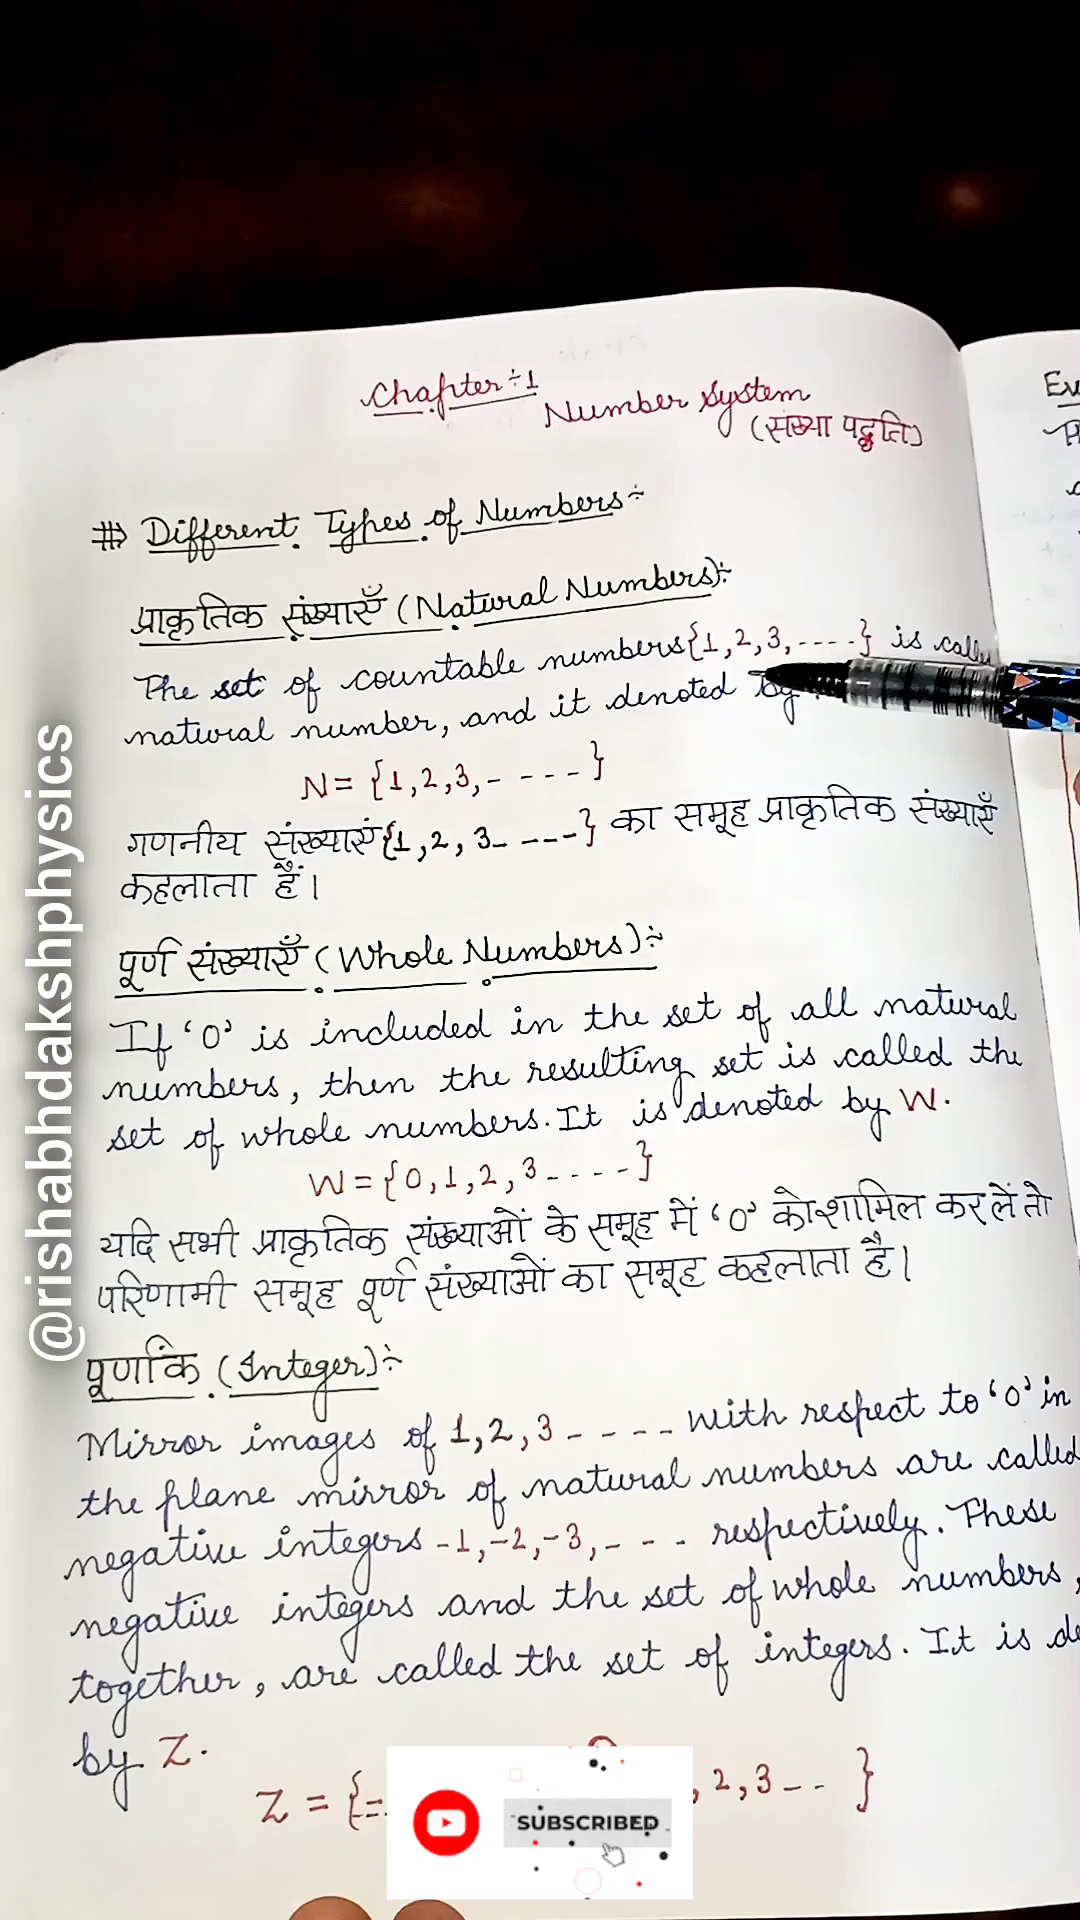 Chapter÷1
Number System
(संख्या पद्धति)
Different Types of Numbers÷
प्राकृतिक संख्याएँ (Natural Numbers)÷
The set of countable numbers {1,2,3,-----} is
natural number, and it denoted by
N= {1,2,3,- - - - -}
गणनीय संख्याएं {1,2,3- - - - -} का समूह प्राकृतिक संख्याएँ
कहलाता हैं।
पूर्ण संख्याएँ (Whole Numbers)÷
If '0' is included in the set of all natural
numbers, then the resulting set is called the
set of whole numbers. It is denoted by W.
W = {0,1,2,3- - - - -}
यदि सभी प्राकृतिक संख्याओं के समूह में '0' को शामिल कर लें तो
परिणामी समूह पूर्ण संख्याओं का समूह कहलाता है।
पूर्णांक (Integer)÷
Mirror images of 1,2,3 - - - - with respect to '0' in
the plane mirror of natural numbers are called
negative integers -1,-2,-3,- - - respectively. These
negative integers and the set of whole numbers,
together, are called the set of integers. It is
by Z.
Z = {
, 2,3-- }
SUBSCRIBED
@rishabhdakshphysics